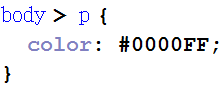 body > p {
  color: #0000FF;
}